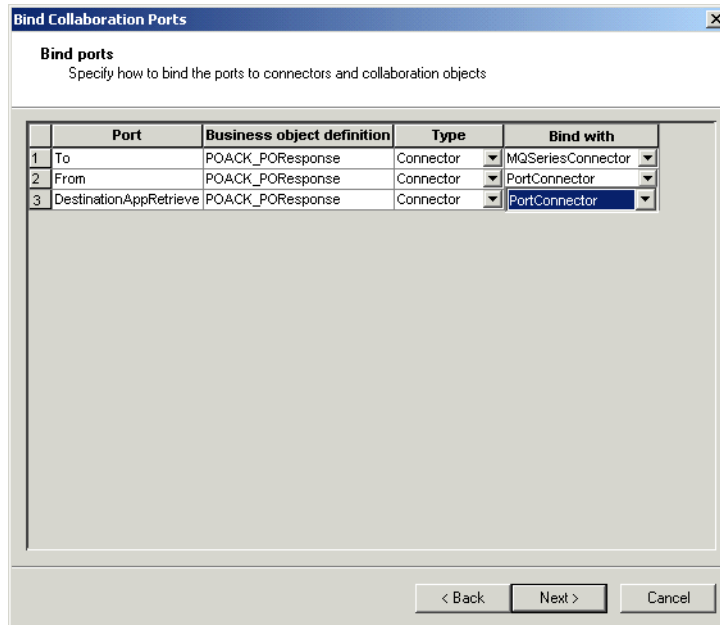 Bind Collaboration Ports
Bind ports
Specify how to bind the ports to connectors and collaboration objects
Port Business object definition Type Bind with
1 To POACK_POResponse Connector MQSeriesConnector
2 From POACK_POResponse Connector PortConnector
3 DestinationAppRetrieve POACK_POResponse Connector PortConnector
< Back Next > Cancel